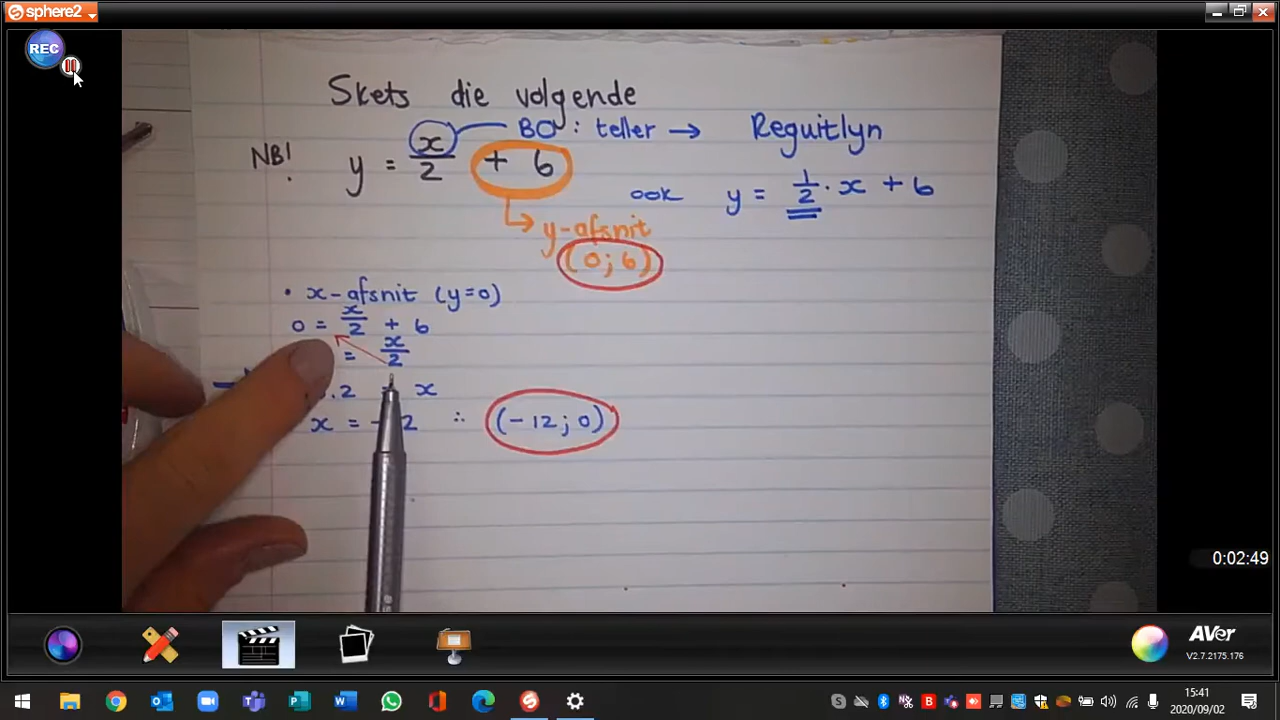 sphere2
REC
Skets die volgende
BO : teller → Reguitlyn
NB! y = x/2 + 6
ook y = 1/2 · x + 6
y-afsnit
(0; 6)
• x-afsnit (y=0)
0 = x/2 + 6
= x/2
.2 = x
x = -12 ∴ (-12; 0)
0:02:49
AVer
V2.7.2175.176
15:41
2020/09/02